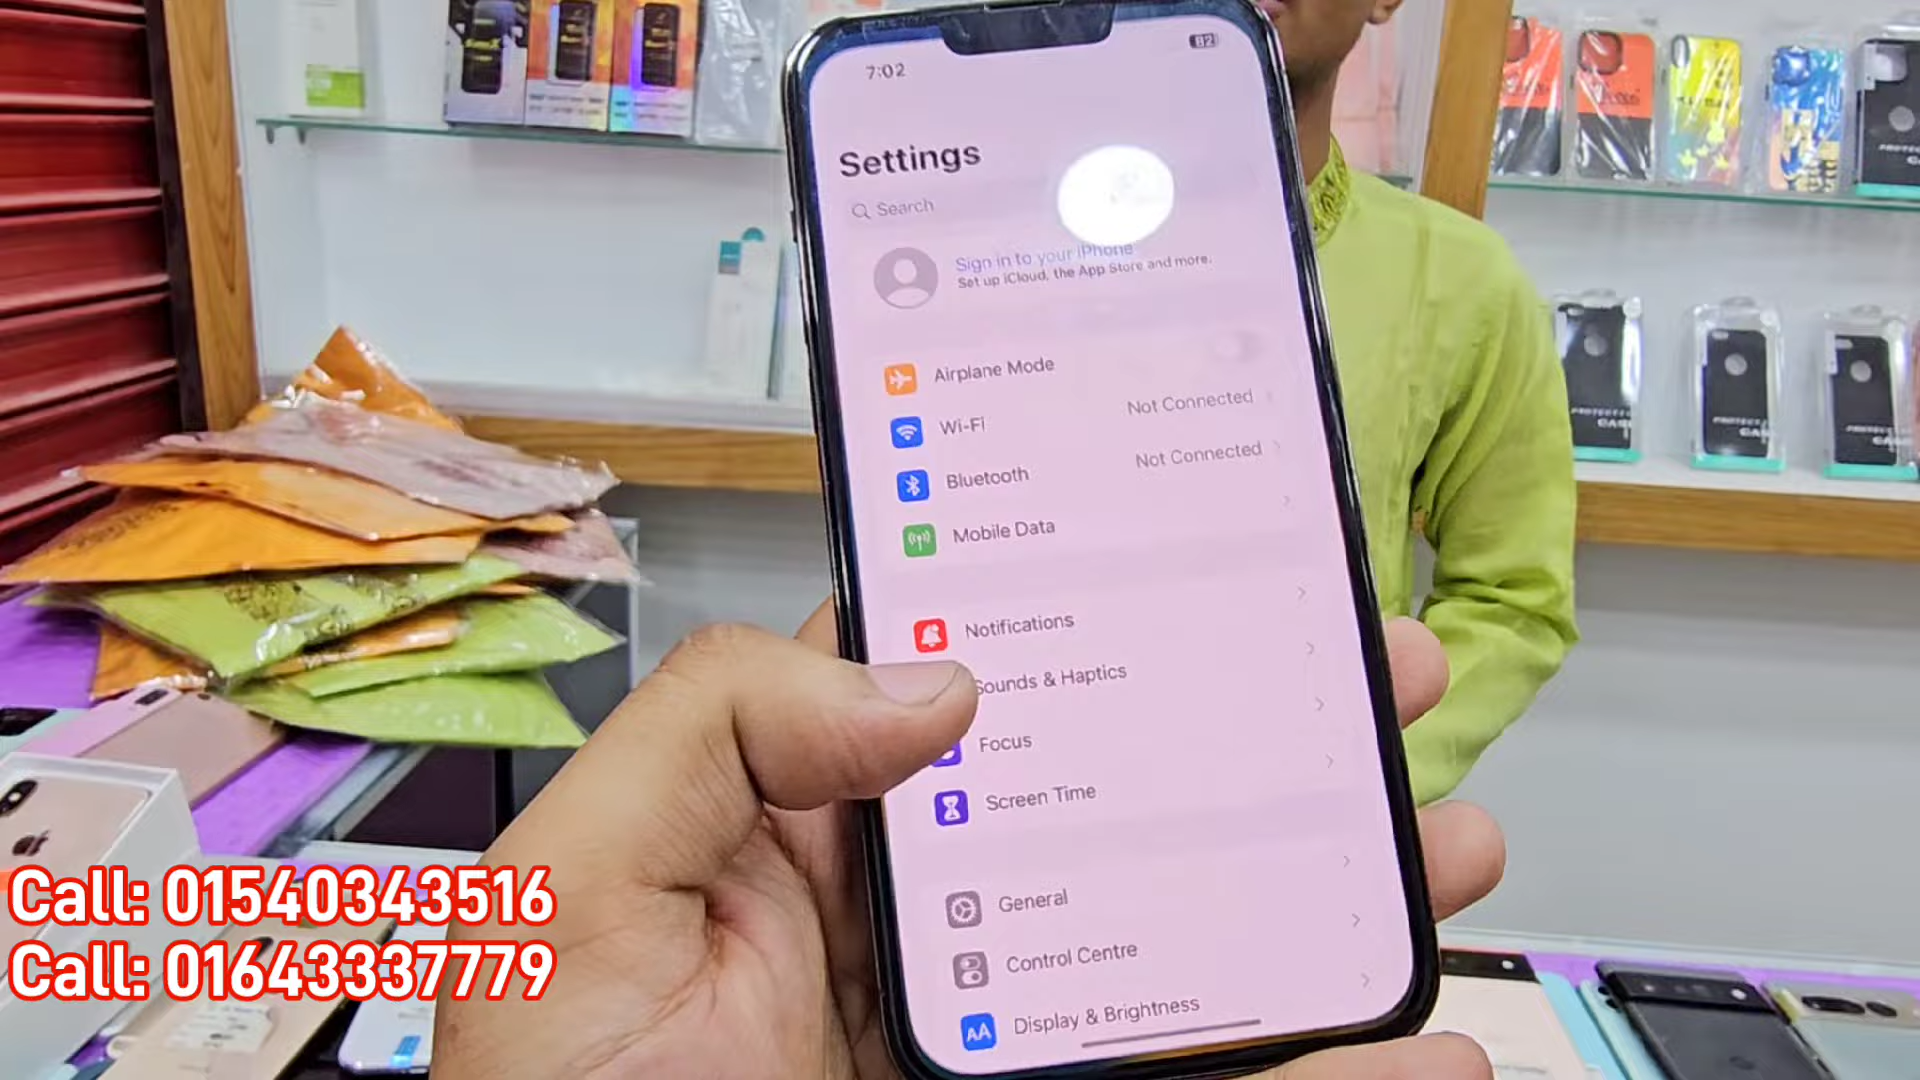 7:02
82
Settings
Search
Sign in to your iPhone
Set up iCloud, the App Store and more.
Airplane Mode
Wi-Fi
Not Connected
Bluetooth
Not Connected
Mobile Data
Notifications
Sounds & Haptics
Focus
Screen Time
General
Control Centre
AA
Display & Brightness
Call: 01540343516
Call: 01643337779